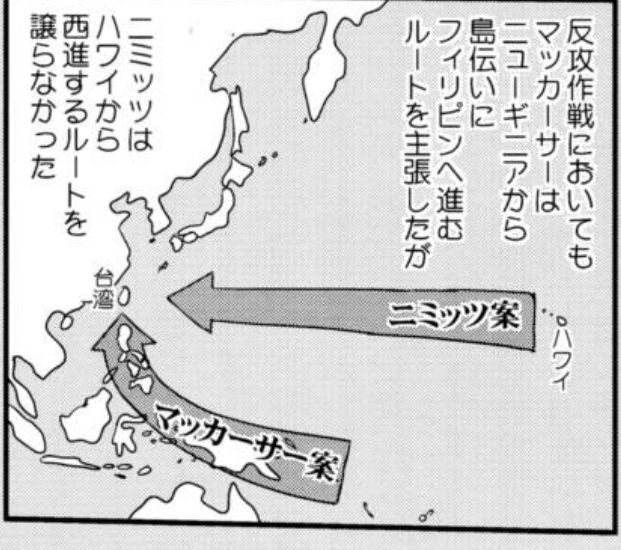 反攻作戦においても
マッカーサーは
ニューギニアから
島伝いに
フィリピンへ進む
ルートを主張したが
ニミッツは
ハワイから
西進するルートを
譲らなかった
台湾
ニミッツ案
ハワイ
マッカーサー案